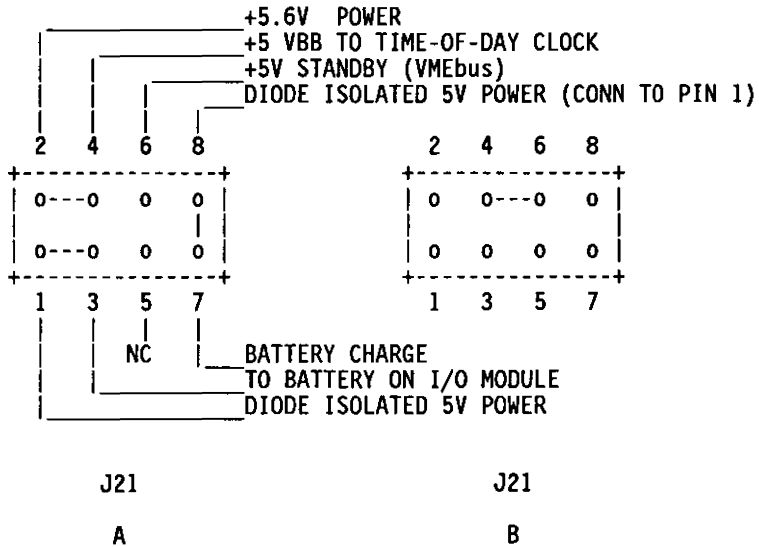 +5.6V POWER
+5 VBB TO TIME-OF-DAY CLOCK
+5V STANDBY (VMEbus)
DIODE ISOLATED 5V POWER (CONN TO PIN 1)
2 4 6 8
2 4 6 8
o---o o o
o o---o o
o---o o o
o o o o
1 3 5 7
1 3 5 7
NC
BATTERY CHARGE
TO BATTERY ON I/O MODULE
DIODE ISOLATED 5V POWER
J21
J21
A
B